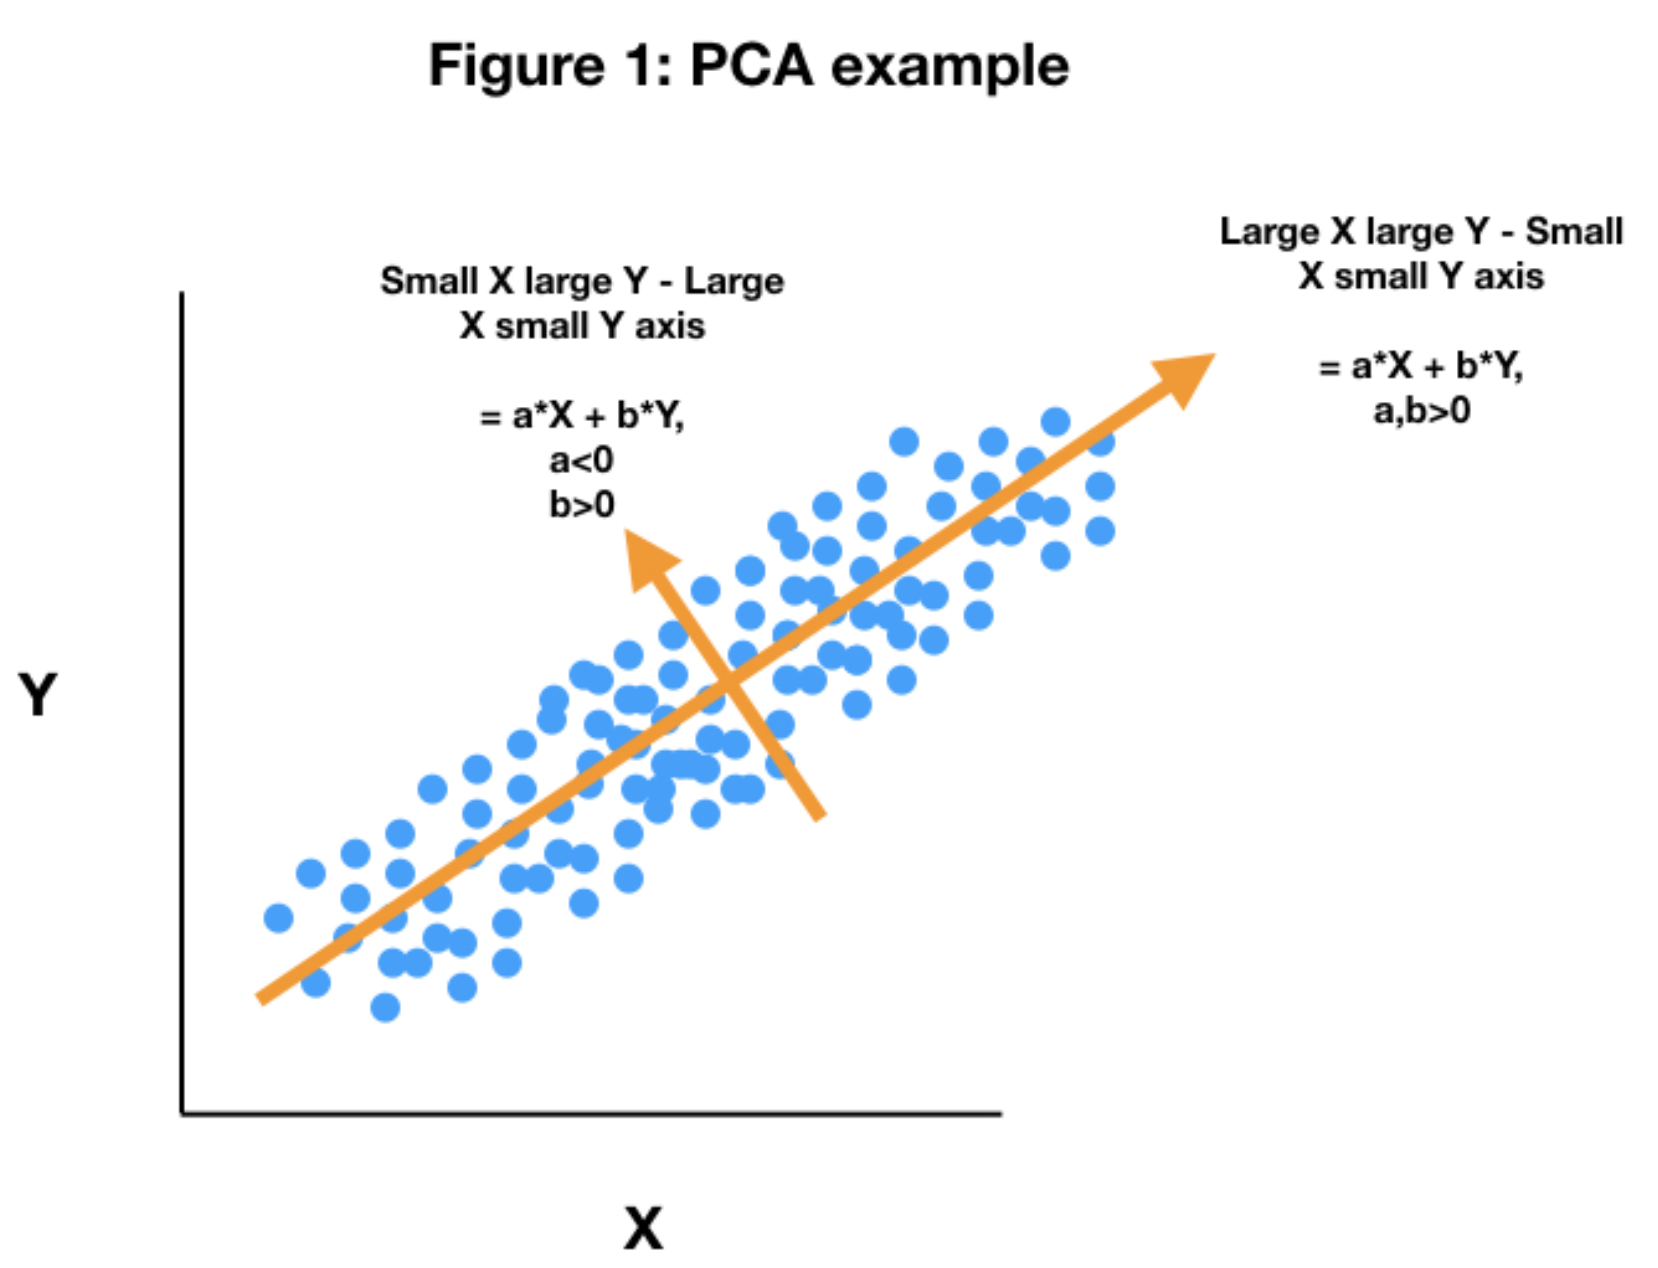 Figure 1: PCA example
Small X large Y - Large
X small Y axis
= a*X + b*Y,
a<0
b>0
Large X large Y - Small
X small Y axis
= a*X + b*Y,
a,b>0
Y
X